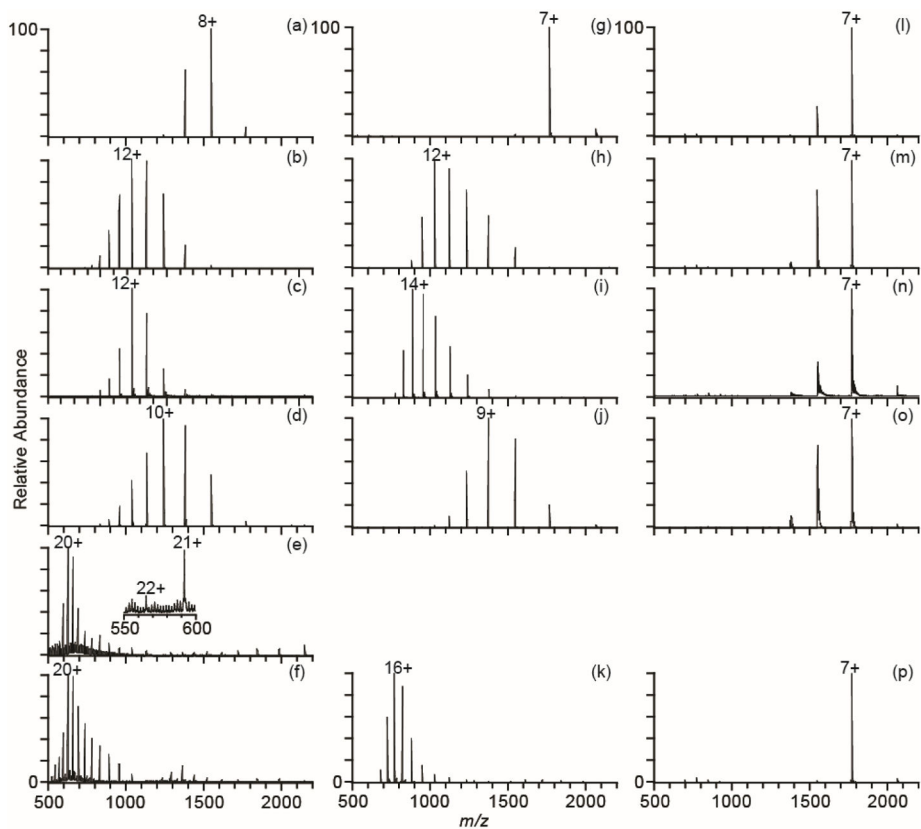 100 8+ (a) 7+ (g) 100 7+ (l)
12+ (b) 12+ (h) 7+ (m)
12+ (c) 14+ (i) 7+ (n)
10+ (d) 9+ (j) 7+ (o)
20+ 21+ (e)
22+
550 600
20+ (f) 16+ (k) 7+ (p)
0 0 0
500 1000 1500 2000 500 1000 1500 2000 500 1000 1500 2000
m/z
Relative Abundance